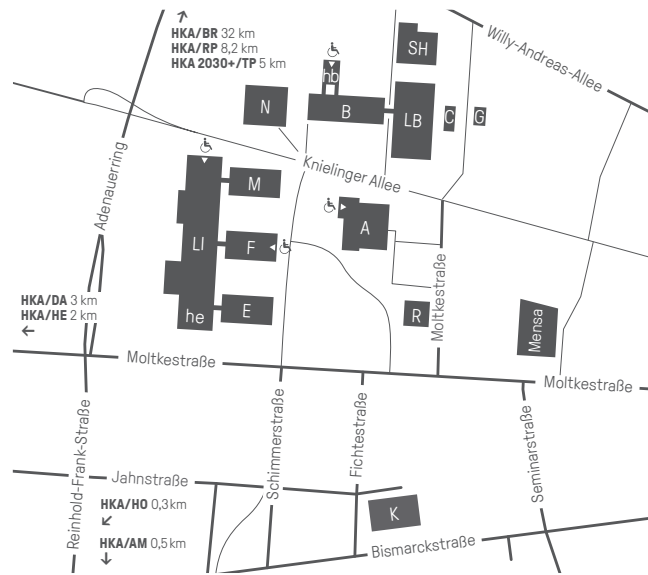 HKA/BR 32 km
HKA/RP 8,2 km
HKA 2030+/TP 5 km
SH
Willy-Andreas-Allee
hb
N
B
LB
C
G
Knielinger Allee
Adenauerring
M
A
LI
F
HKA/DA 3 km
HKA/HE 2 km
he
E
R
Moltkestraße
Mensa
Moltkestraße
Moltkestraße
Reinhold-Frank-Straße
Schimmerstraße
Fichtestraße
Seminarstraße
Jahnstraße
HKA/HO 0,3 km
K
HKA/AM 0,5 km
Bismarckstraße